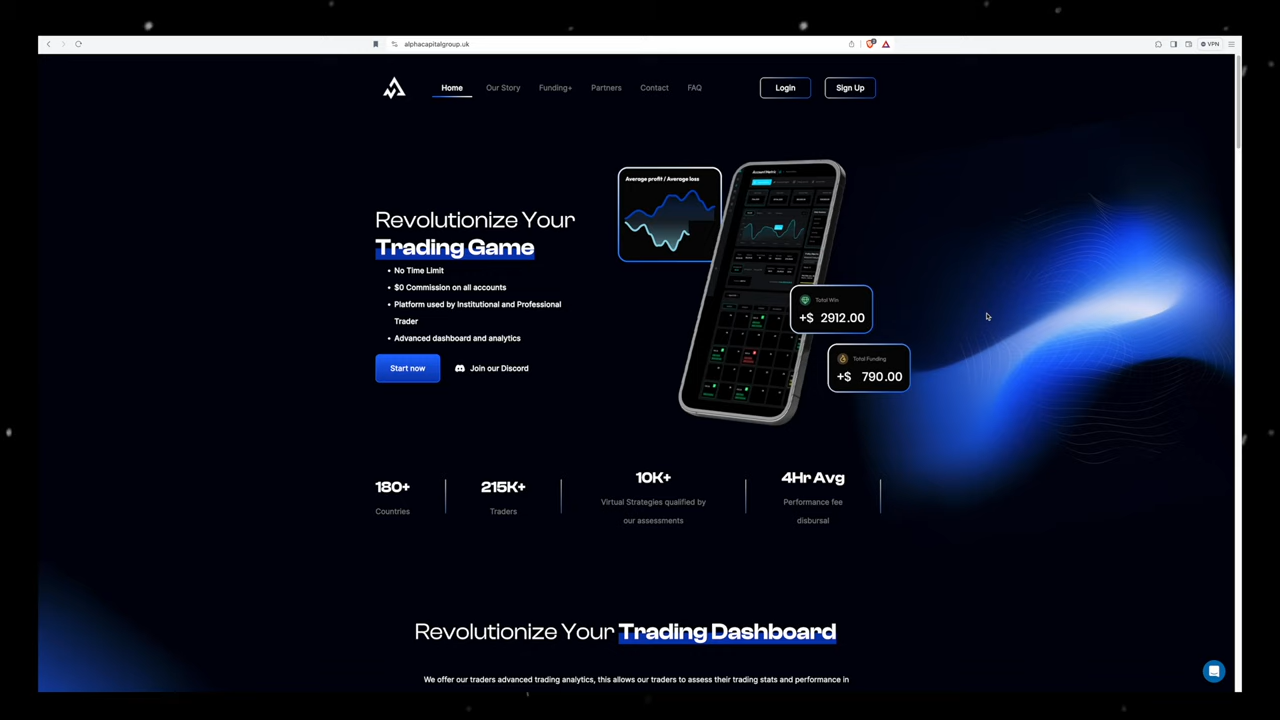 alphacapitalgroup.uk
VPN
Home
Our Story
Funding+
Partners
Contact
FAQ
Login
Sign Up
Average profit / Average loss
Account Metrix
Revolutionize Your
Trading Game
No Time Limit
$0 Commission on all accounts
Platform used by Institutional and Professional
Trader
Advanced dashboard and analytics
Total Win
+$ 2912.00
Total Funding
+$ 790.00
Start now
Join our Discord
180+
Countries
215K+
Traders
10K+
Virtual Strategies qualified by
our assessments
4Hr Avg
Performance fee
disbursal
Revolutionize Your Trading Dashboard
We offer our traders advanced trading analytics, this allows our traders to assess their trading stats and performance in